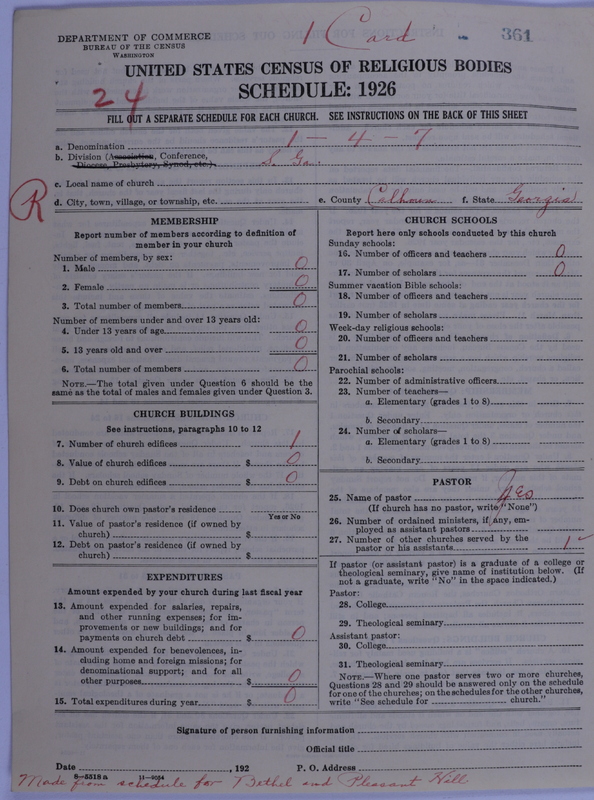 DEPARTMENT OF COMMERCE
BUREAU OF THE CENSUS
WASHINGTON
1 Card
361
UNITED STATES CENSUS OF RELIGIOUS BODIES
SCHEDULE: 1926
24
FILL OUT A SEPARATE SCHEDULE FOR EACH CHURCH. SEE INSTRUCTIONS ON THE BACK OF THIS SHEET
a. Denomination 1 - 4 - 7
b. Division (Association, Conference, S. Ga.
Diocese, Presbytery, Synod, etc.)
c. Local name of church
R
d. City, town, village, or township, etc. e. County Calhoun f. State Georgia
MEMBERSHIP
Report number of members according to definition of
member in your church
Number of members, by sex:
1. Male 0
2. Female 0
3. Total number of members 0
Number of members under and over 13 years old:
4. Under 13 years of age 0
5. 13 years old and over 0
6. Total number of members 0
NOTE.—The total given under Question 6 should be
same as the total of males and females given under Question 3.
CHURCH BUILDINGS
See instructions, paragraphs 10 to 12
7. Number of church edifices 1
8. Value of church edifices $ 0
9. Debt on church edifices $ 0
10. Does church own pastor's residence
Yes or No
11. Value of pastor's residence (if owned by
church) $
12. Debt on pastor's residence (if owned by
church) $
EXPENDITURES
Amount expended by your church during last fiscal year
13. Amount expended for salaries, repairs,
and other running expenses; for im-
provements or new buildings; and for
payments on church debt $ 0
14. Amount expended for benevolences, in-
cluding home and foreign missions; for
denominational support; and for all
other purposes $ 0
15. Total expenditures during year $ 0
CHURCH SCHOOLS
Report here only schools conducted by this church
Sunday schools:
16. Number of officers and teachers 0
17. Number of scholars 0
Summer vacation Bible schools:
18. Number of officers and teachers
19. Number of scholars
Week-day religious schools:
20. Number of officers and teachers
21. Number of scholars
Parochial schools:
22. Number of administrative officers
23. Number of teachers—
a. Elementary (grades 1 to 8)
b. Secondary
24. Number of scholars—
a. Elementary (grades 1 to 8)
b. Secondary
PASTOR
25. Name of pastor Yes
(If church has no pastor, write "None")
26. Number of ordained ministers, if any, em-
ployed as assistant pastors
27. Number of other churches served by the
pastor or his assistants 1
If pastor (or assistant pastor) is a graduate of a college or
theological seminary, give name of institution below. (If
not a graduate, write "No" in the space indicated.)
Pastor:
28. College
29. Theological seminary
Assistant pastor:
30. College
31. Theological seminary
NOTE.—Where one pastor serves two or more churches,
Questions 28 and 29 should be answered only on the schedule
for one of the churches; on the schedules for the other churches,
write "See schedule for church."
Signature of person furnishing information
Official title
Date , 192 P. O. Address
8-5518a 11-9054
Made from schedule for Bethel and Pleasant Hill